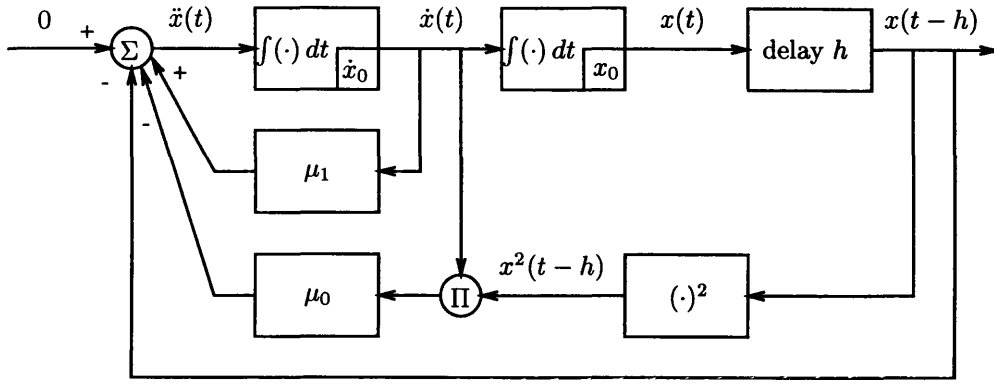 0
+
Σ
ẍ(t)
∫(·) dt
ẋ₀
ẋ(t)
∫(·) dt
x₀
x(t)
delay h
x(t − h)
-
+
-
μ₁
μ₀
Π
x²(t − h)
(·)²